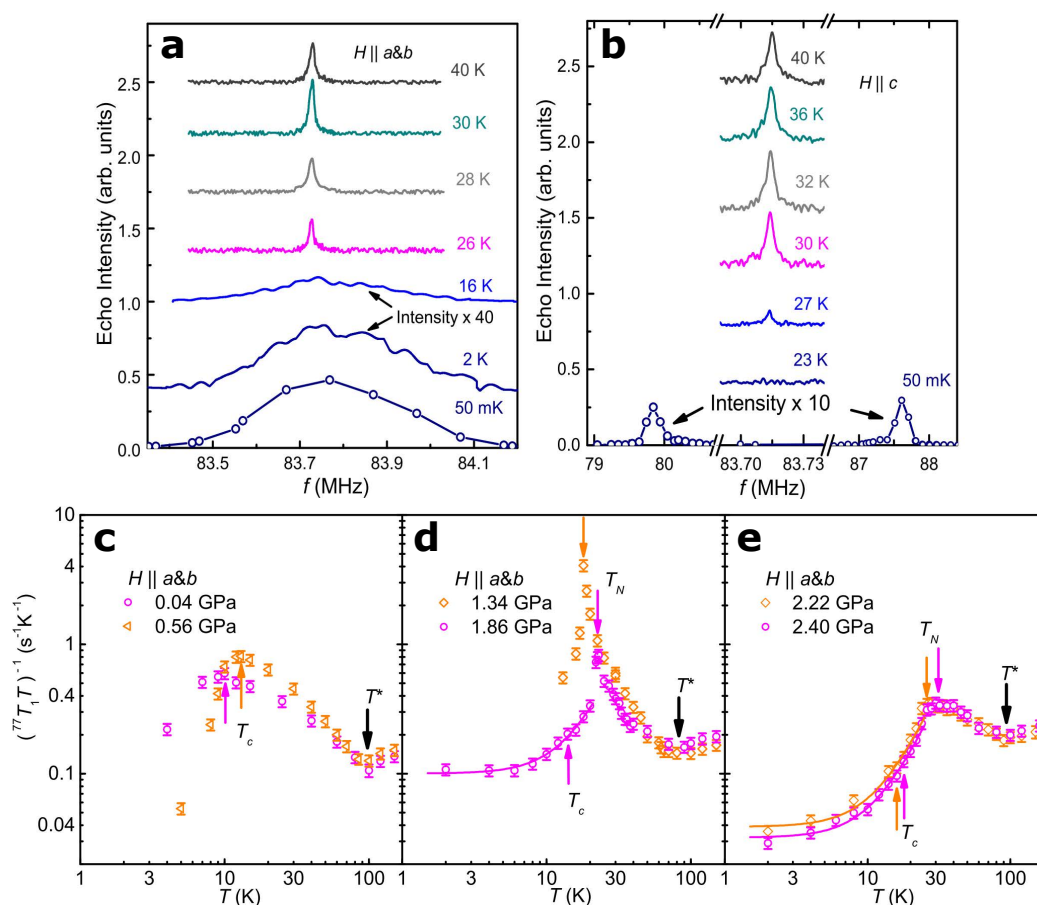 a
H || a&b
40 K
30 K
28 K
26 K
16 K
Intensity x 40
2 K
50 mK
Echo Intensity (arb. units)
2.5
2.0
1.5
1.0
0.5
0.0
83.5 83.7 83.9 84.1
f (MHz)
b
H || c
40 K
36 K
32 K
30 K
27 K
23 K
50 mK
Intensity x 10
Echo Intensity (arb. units)
2.5
2.0
1.5
1.0
0.5
0.0
79 80 83.70 83.73 87 88
f (MHz)
c
H || a&b
0.04 GPa
0.56 GPa
T*
Tc
(⁷⁷T₁T)⁻¹ (s⁻¹K⁻¹)
10
4
1
0.4
0.1
0.04
1 3 10 30 100
T (K)
d
H || a&b
1.34 GPa
1.86 GPa
TN
T*
Tc
1 3 10 30 100
T (K)
e
H || a&b
2.22 GPa
2.40 GPa
TN
T*
Tc
1 3 10 30 100
T (K)